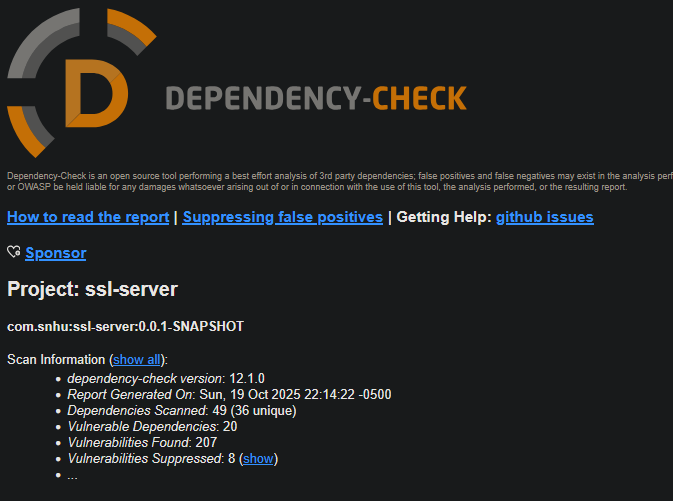 D
DEPENDENCY-CHECK
Dependency-Check is an open source tool performing a best effort analysis of 3rd party dependencies; false positives and false negatives may exist in the analysis perf
or OWASP be held liable for any damages whatsoever arising out of or in connection with the use of this tool, the analysis performed, or the resulting report.
How to read the report | Suppressing false positives | Getting Help: github issues
Sponsor
Project: ssl-server
com.snhu:ssl-server:0.0.1-SNAPSHOT
Scan Information (show all):
• dependency-check version: 12.1.0
• Report Generated On: Sun, 19 Oct 2025 22:14:22 -0500
• Dependencies Scanned: 49 (36 unique)
• Vulnerable Dependencies: 20
• Vulnerabilities Found: 207
• Vulnerabilities Suppressed: 8 (show)
• ...